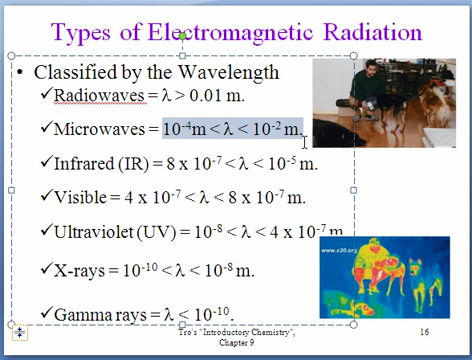 Types of Electromagnetic Radiation
• Classified by the Wavelength
✓Radiowaves = λ > 0.01 m.
✓Microwaves = 10⁻⁴m < λ < 10⁻² m.
✓Infrared (IR) = 8 x 10⁻⁷ < λ < 10⁻⁵ m.
✓Visible = 4 x 10⁻⁷ < λ < 8 x 10⁻⁷ m.
✓Ultraviolet (UV) = 10⁻⁸ < λ < 4 x 10⁻⁷ m
✓X-rays = 10⁻¹⁰ < λ < 10⁻⁸ m.
✓Gamma rays = λ < 10⁻¹⁰.
www.x20.org
Tro's "Introductory Chemistry", 
Chapter 9
16